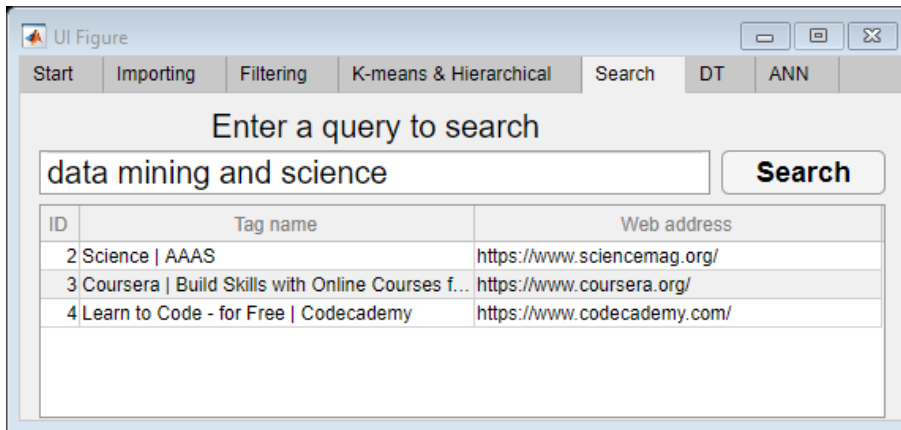 UI Figure
Start Importing Filtering K-means & Hierarchical Search DT ANN
Enter a query to search
data mining and science Search
ID Tag name Web address
2 Science | AAAS https://www.sciencemag.org/
3 Coursera | Build Skills with Online Courses f... https://www.coursera.org/
4 Learn to Code - for Free | Codecademy https://www.codecademy.com/